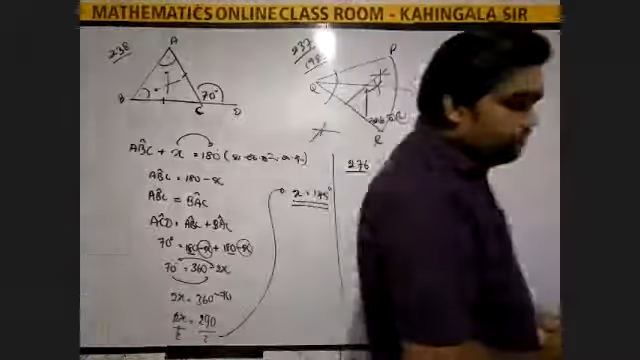 MATHEMATICS ONLINE CLASS ROOM - KAHINGALA SIR
238
A
B
C
D
70°
ABC + x = 180°
ABC = 180 - x
ABC = BAC
ACD = ABC + BAC
70° = 180 - x + 180 - x
70° = 360° - 2x
2x = 360 - 70
2x = 290
2 2
x = 145°
237
P
Q
R
276